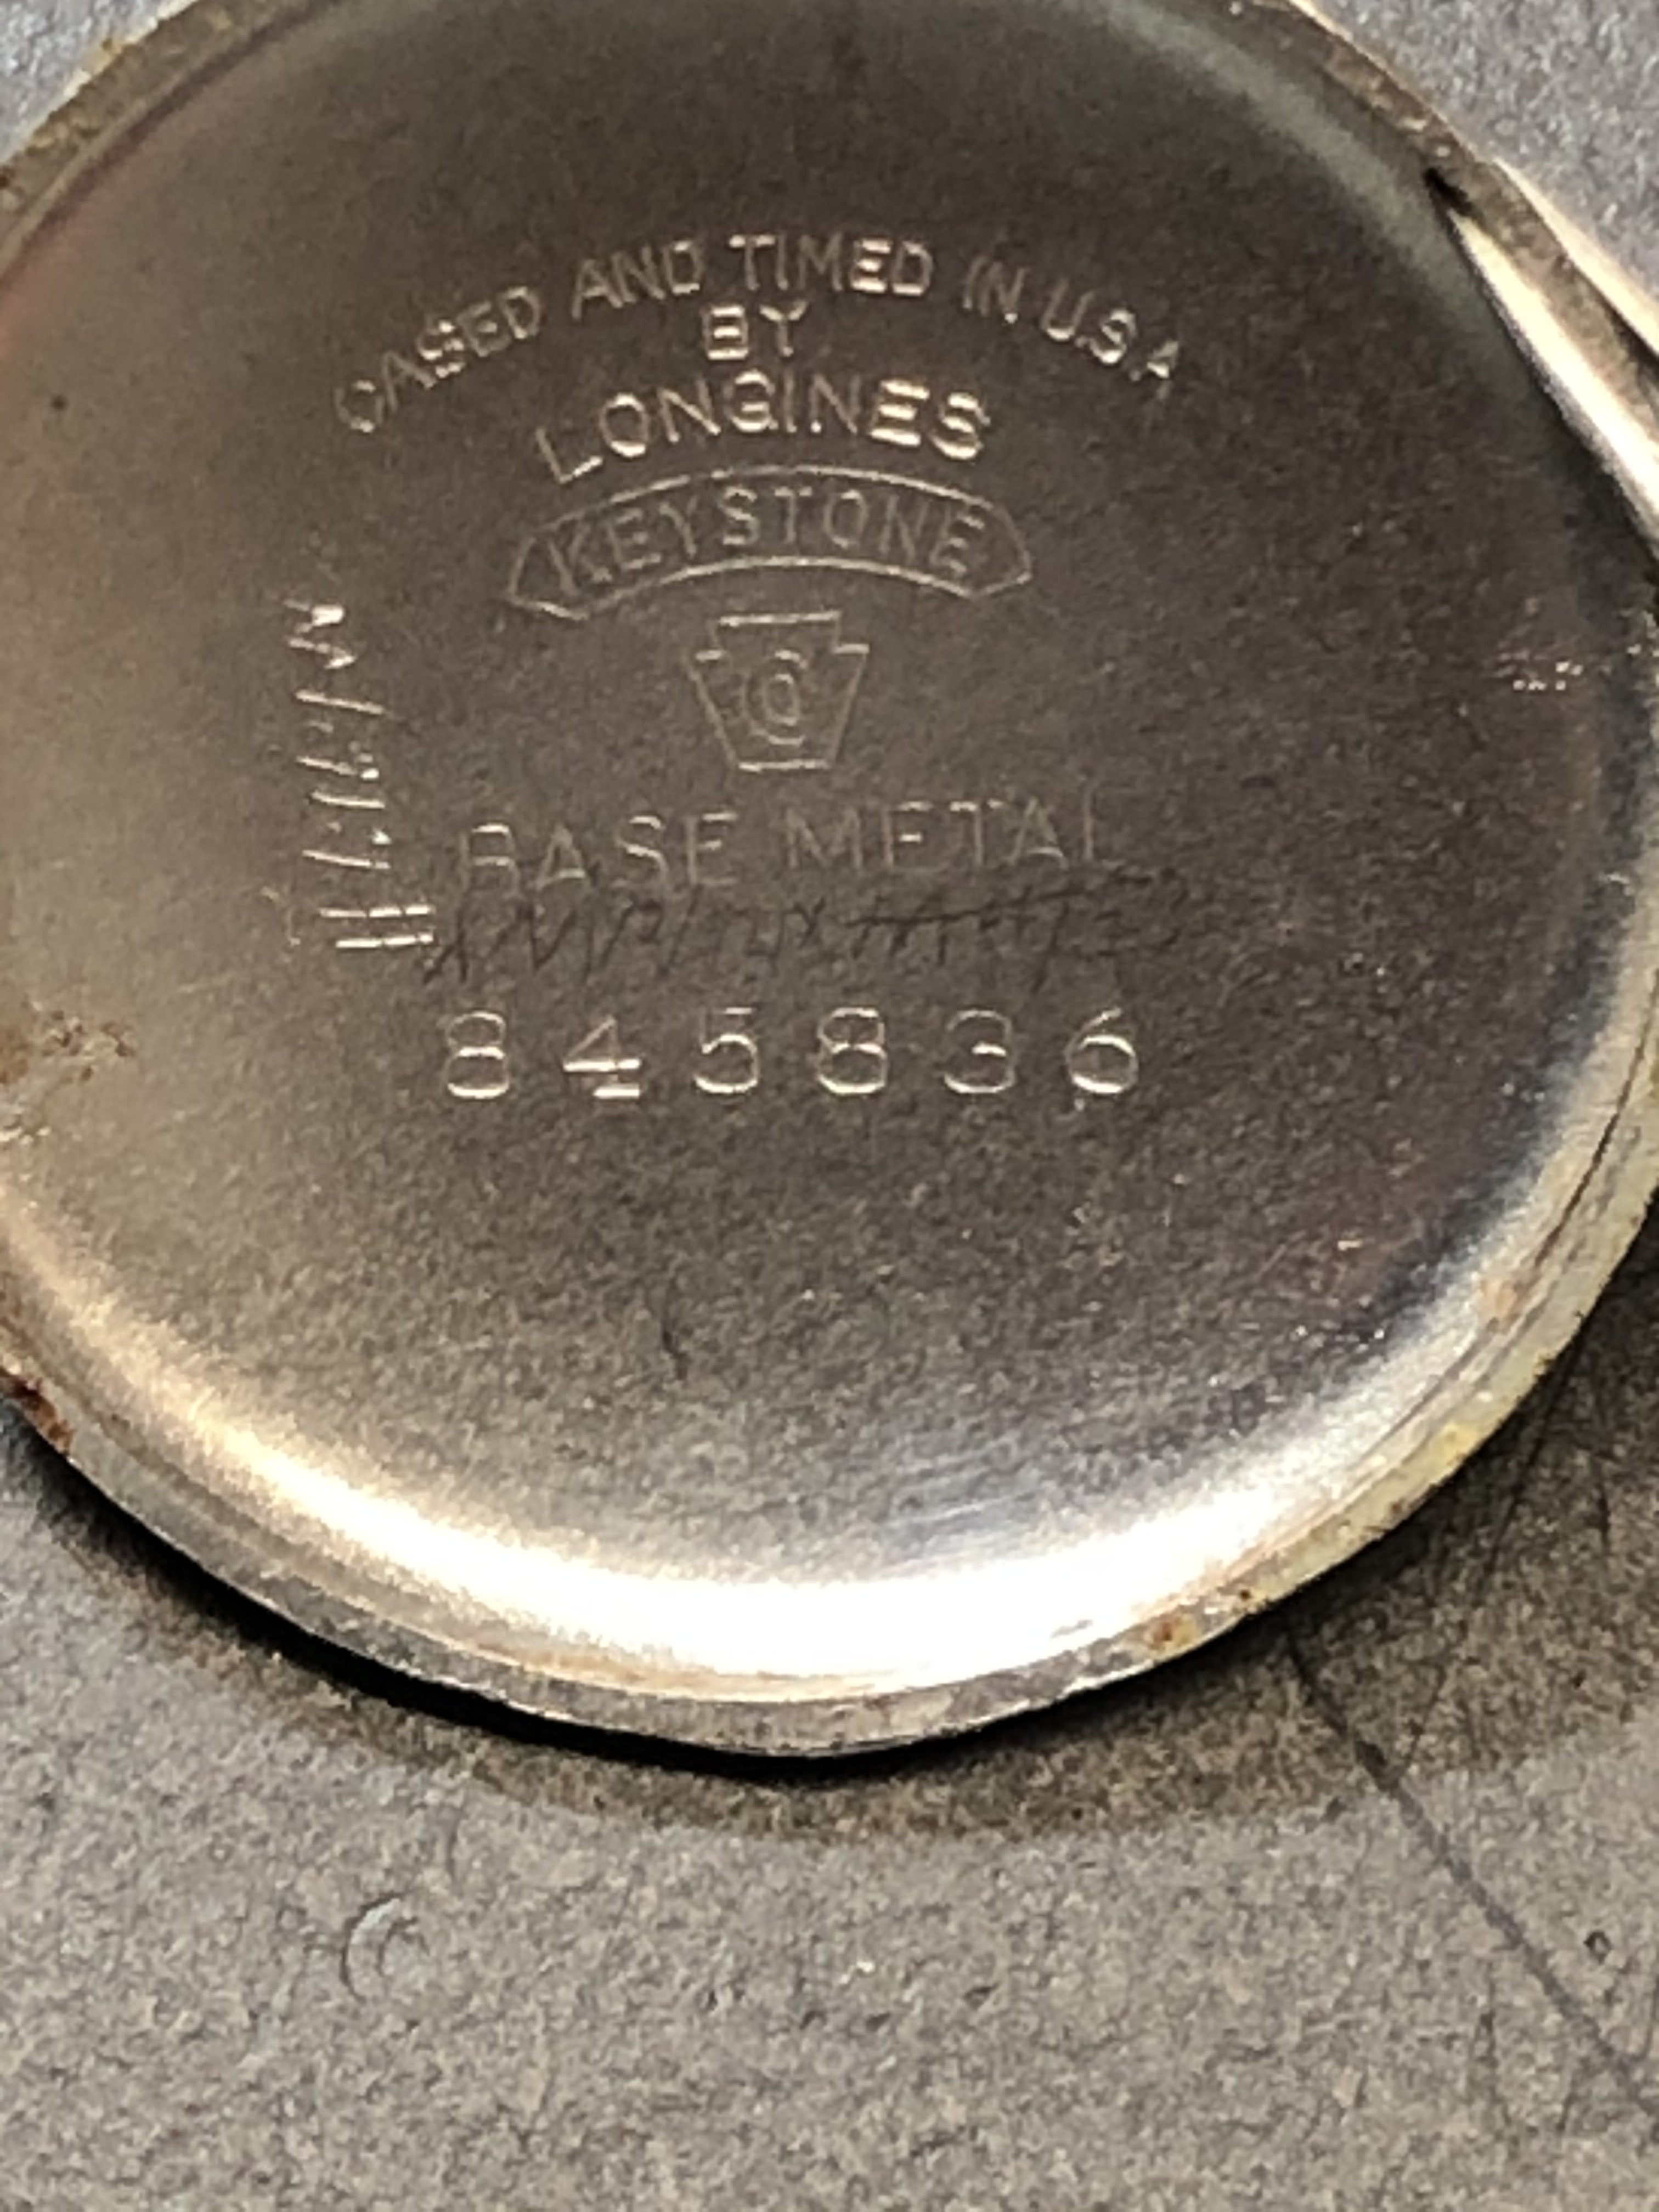 CASED AND TIMED IN U.S.A
BY
LONGINES
KEYSTONE
BASE METAL
845836